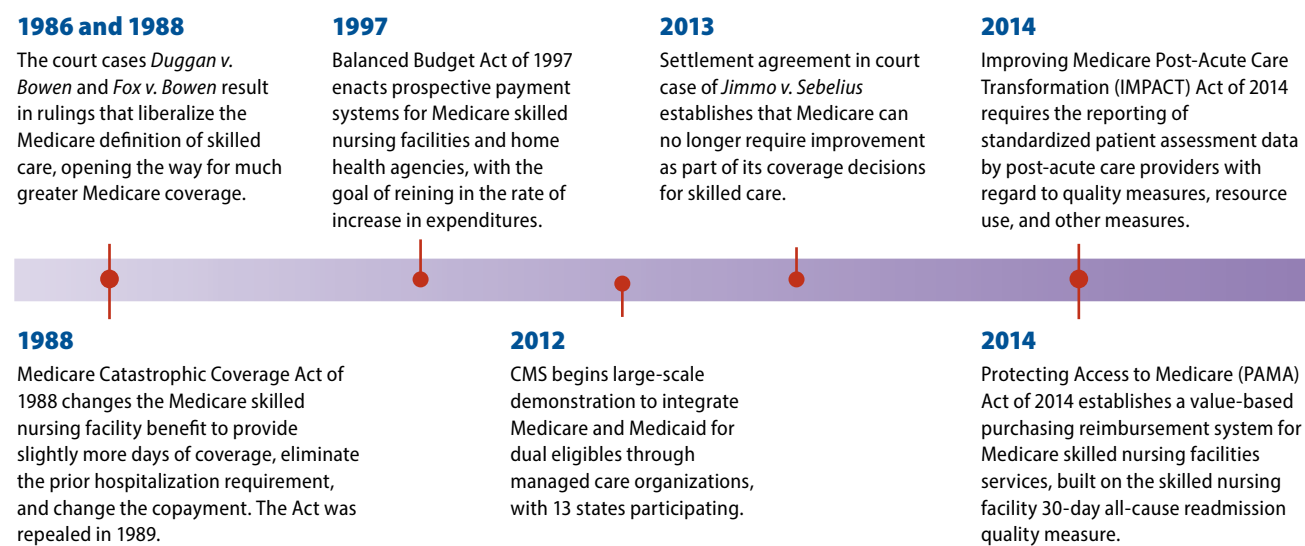 1986 and 1988
The court cases Duggan v.
Bowen and Fox v. Bowen result
in rulings that liberalize the
Medicare definition of skilled
care, opening the way for much
greater Medicare coverage.
1997
Balanced Budget Act of 1997
enacts prospective payment
systems for Medicare skilled
nursing facilities and home
health agencies, with the
goal of reining in the rate of
increase in expenditures.
2013
Settlement agreement in court
case of Jimmo v. Sebelius
establishes that Medicare can
no longer require improvement
as part of its coverage decisions
for skilled care.
2014
Improving Medicare Post-Acute Care
Transformation (IMPACT) Act of 2014
requires the reporting of
standardized patient assessment data
by post-acute care providers with
regard to quality measures, resource
use, and other measures.
1988
Medicare Catastrophic Coverage Act of
1988 changes the Medicare skilled
nursing facility benefit to provide
slightly more days of coverage, eliminate
the prior hospitalization requirement,
and change the copayment. The Act was
repealed in 1989.
2012
CMS begins large-scale
demonstration to integrate
Medicare and Medicaid for
dual eligibles through
managed care organizations,
with 13 states participating.
2014
Protecting Access to Medicare (PAMA)
Act of 2014 establishes a value-based
purchasing reimbursement system for
Medicare skilled nursing facilities
services, built on the skilled nursing
facility 30-day all-cause readmission
quality measure.